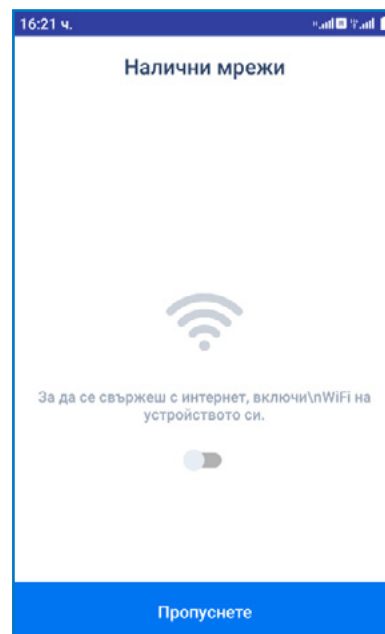 16:21 ч.
Налични мрежи
За да се свържеш с интернет, включи\nWiFi на
устройството си.
Пропуснете